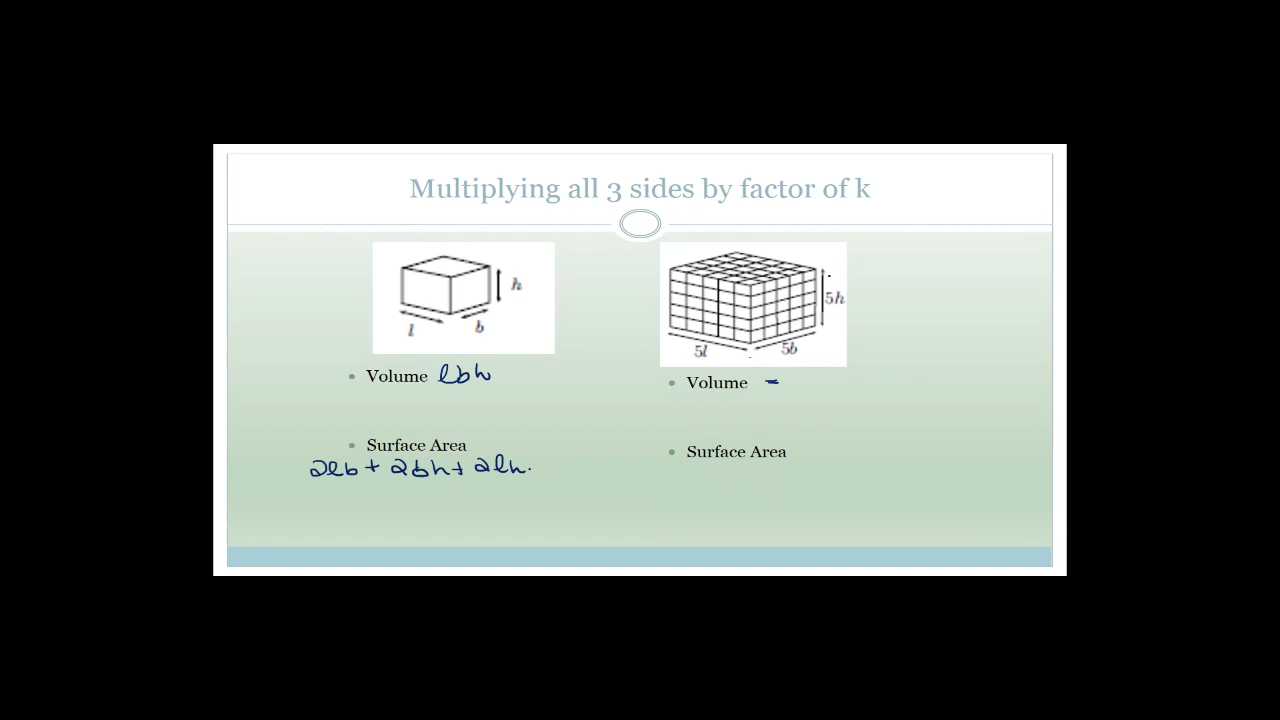 Multiplying all 3 sides by factor of k
h
l
b
• Volume lbh
• Surface Area
2lb + 2bh + 2lh.
5h
5l
5b
• Volume =
• Surface Area